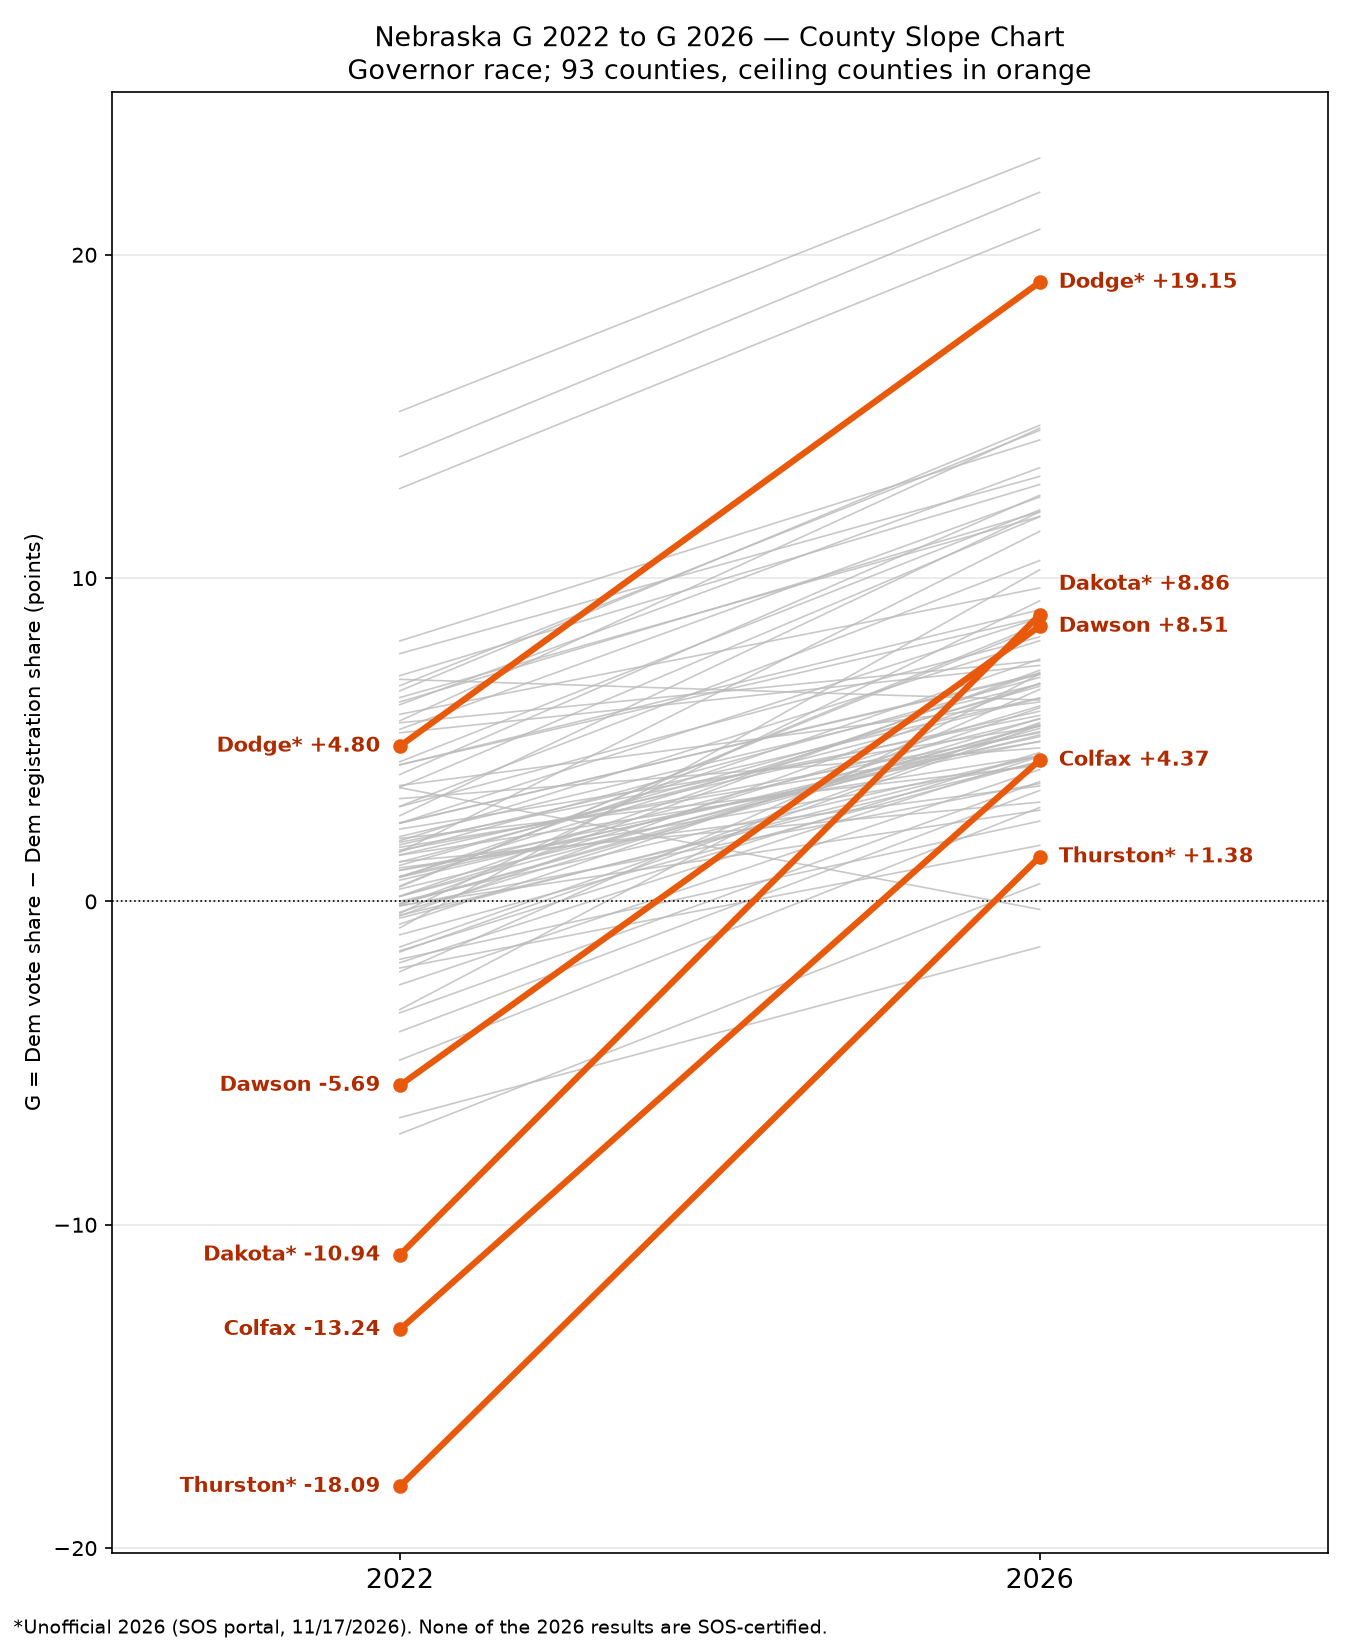 Nebraska G 2022 to G 2026 — County Slope Chart
Governor race; 93 counties, ceiling counties in orange
G = Dem vote share − Dem registration share (points)
20
10
0
−10
−20
Dodge* +19.15
Dakota* +8.86
Dawson +8.51
Dodge* +4.80
Colfax +4.37
Thurston* +1.38
Dawson -5.69
Dakota* -10.94
Colfax -13.24
Thurston* -18.09
2022
2026
*Unofficial 2026 (SOS portal, 11/17/2026). None of the 2026 results are SOS-certified.